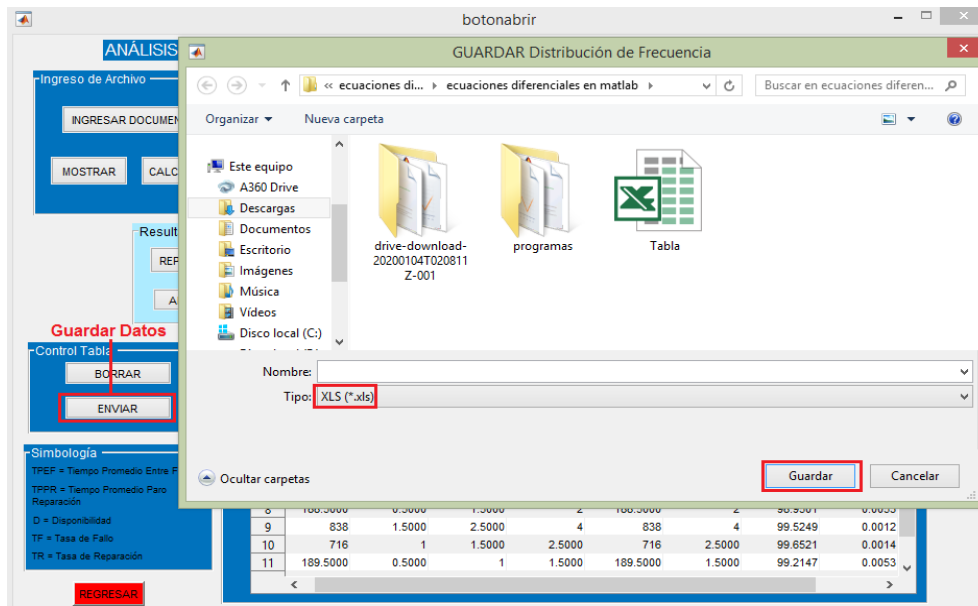 botonabrir
ANÁLISIS
GUARDAR Distribución de Frecuencia
Ingreso de Archivo
« ecuaciones di... ▸ ecuaciones diferenciales en matlab ▸
Buscar en ecuaciones diferen...
INGRESAR DOCUMEN
Organizar
Nueva carpeta
MOSTRAR
CALC
Este equipo
A360 Drive
Descargas
Documentos
Escritorio
Imágenes
Música
Vídeos
Disco local (C:)
drive-download-
20200104T020811
Z-001
programas
Tabla
Result
REP
A
Guardar Datos
Control Tabla
BORRAR
ENVIAR
Nombre:
Tipo: XLS (*.xls)
Ocultar carpetas
Guardar
Cancelar
Simbología
TPEF = Tiempo Promedio Entre F
TPPR = Tiempo Promedio Paro
Reparación
D = Disponibilidad
TF = Tasa de Fallo
TR = Tasa de Reparación
REGRESAR
9 838 1.5000 2.5000 4 838 4 99.5249 0.0012
10 716 1 1.5000 2.5000 716 2.5000 99.6521 0.0014
11 189.5000 0.5000 1 1.5000 189.5000 1.5000 99.2147 0.0053